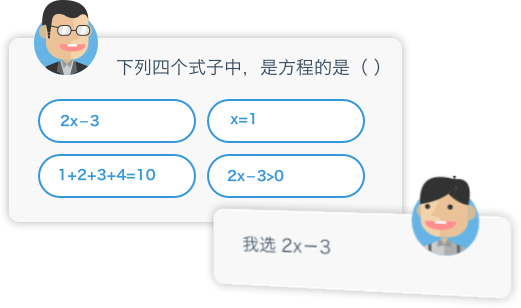 下列四个式子中，是方程的是（ ）
2x−3
x=1
1+2+3+4=10
2x−3>0
我选 2x−3